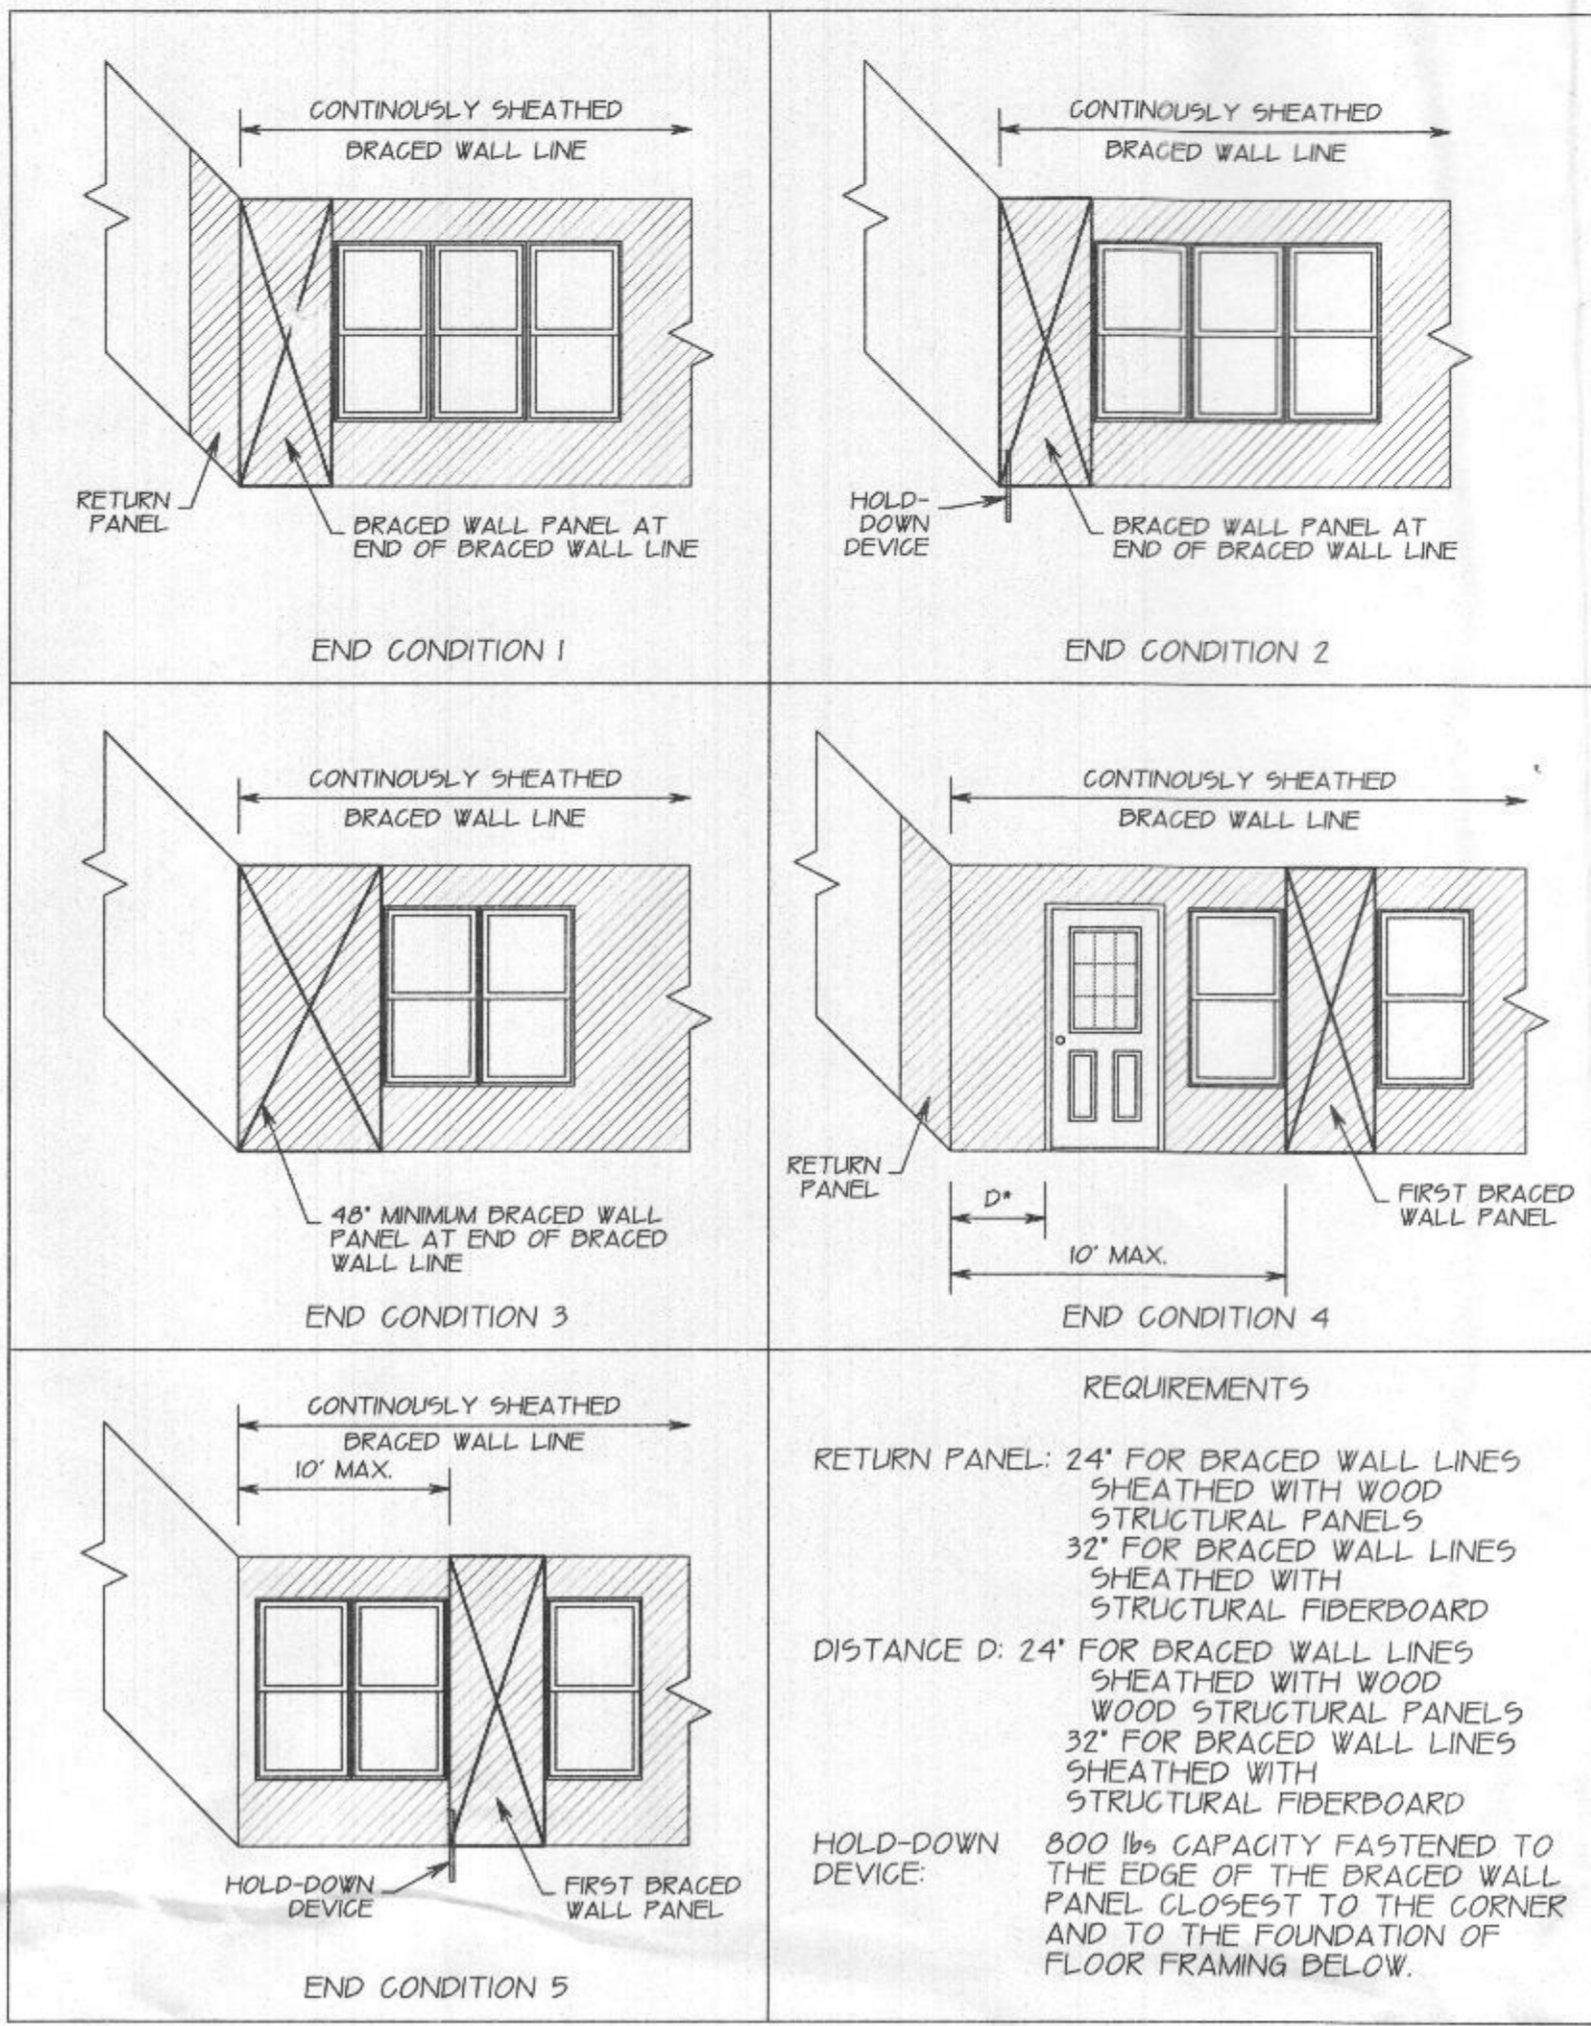 CONTINOUSLY SHEATHED
BRACED WALL LINE
RETURN
PANEL
BRACED WALL PANEL AT
END OF BRACED WALL LINE
END CONDITION 1
CONTINOUSLY SHEATHED
BRACED WALL LINE
HOLD-
DOWN
DEVICE
BRACED WALL PANEL AT
END OF BRACED WALL LINE
END CONDITION 2
CONTINOUSLY SHEATHED
BRACED WALL LINE
48" MINIMUM BRACED WALL
PANEL AT END OF BRACED
WALL LINE
END CONDITION 3
CONTINOUSLY SHEATHED
BRACED WALL LINE
RETURN
PANEL
D*
10' MAX.
FIRST BRACED
WALL PANEL
END CONDITION 4
CONTINOUSLY SHEATHED
BRACED WALL LINE
10' MAX.
HOLD-DOWN
DEVICE
FIRST BRACED
WALL PANEL
END CONDITION 5
REQUIREMENTS
RETURN PANEL: 24" FOR BRACED WALL LINES
SHEATHED WITH WOOD
STRUCTURAL PANELS
32" FOR BRACED WALL LINES
SHEATHED WITH
STRUCTURAL FIBERBOARD
DISTANCE D: 24" FOR BRACED WALL LINES
SHEATHED WITH WOOD
WOOD STRUCTURAL PANELS
32" FOR BRACED WALL LINES
SHEATHED WITH
STRUCTURAL FIBERBOARD
HOLD-DOWN 800 lbs CAPACITY FASTENED TO
DEVICE: THE EDGE OF THE BRACED WALL
PANEL CLOSEST TO THE CORNER
AND TO THE FOUNDATION OF
FLOOR FRAMING BELOW.